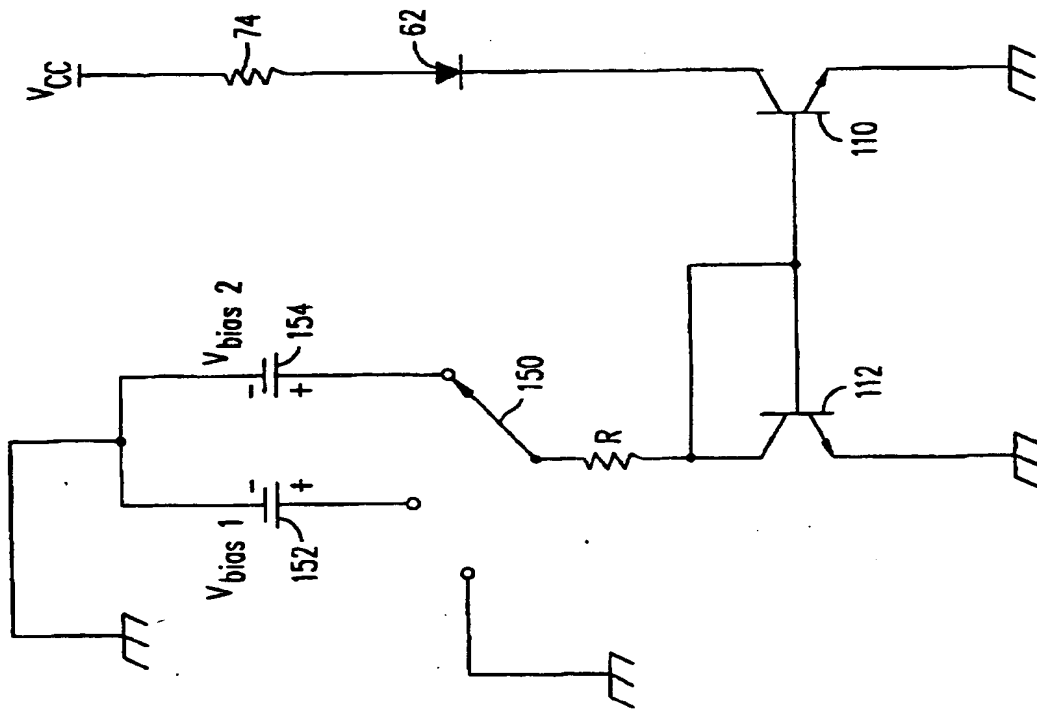 V_CC
74
62
110
V_bias 2
154
-
+
V_bias 1
152
-
+
150
R
112